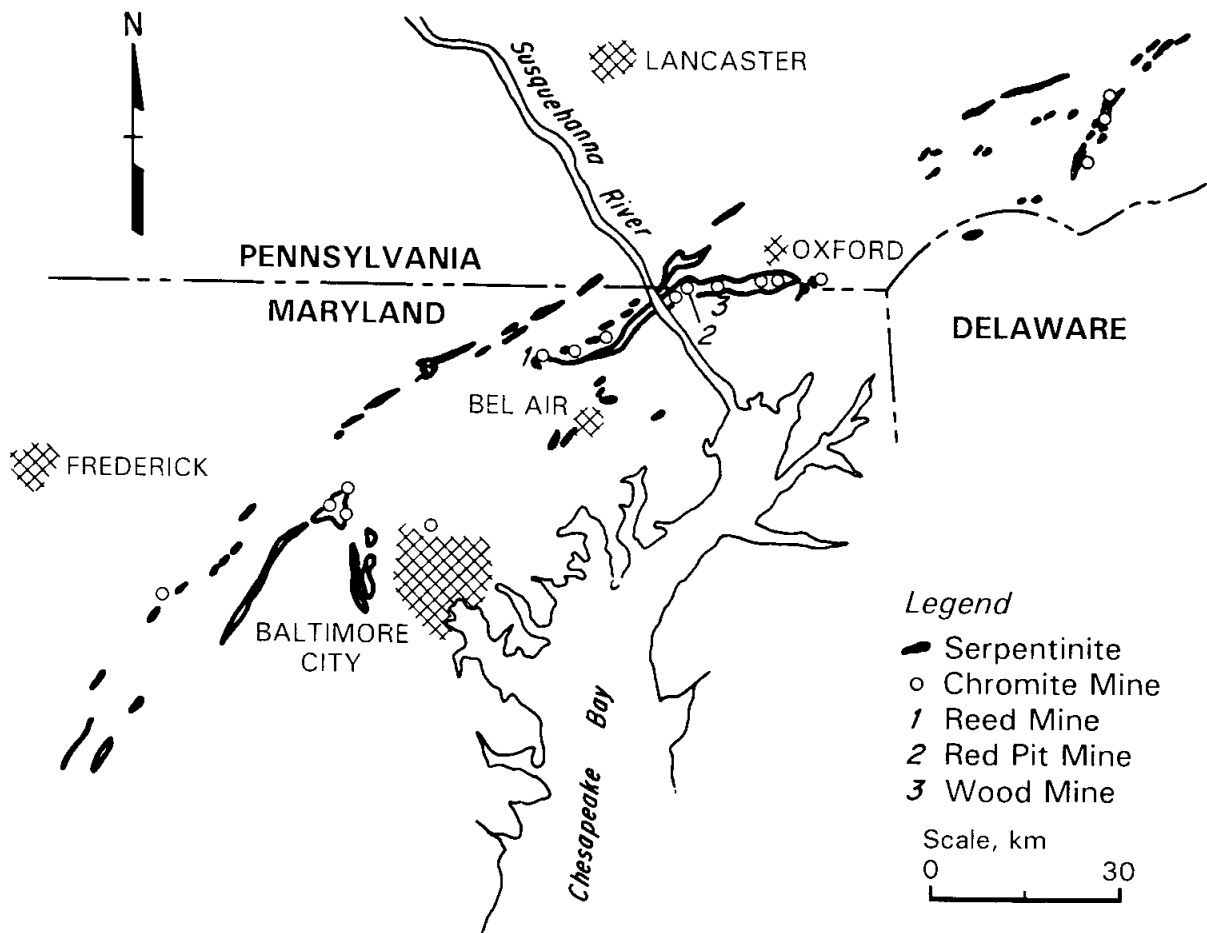 N
Susquehanna River
LANCASTER
PENNSYLVANIA
MARYLAND
OXFORD
DELAWARE
1
2
3
BEL AIR
FREDERICK
BALTIMORE
CITY
Chesapeake Bay
Legend
Serpentinite
Chromite Mine
1 Reed Mine
2 Red Pit Mine
3 Wood Mine
Scale, km
0 30